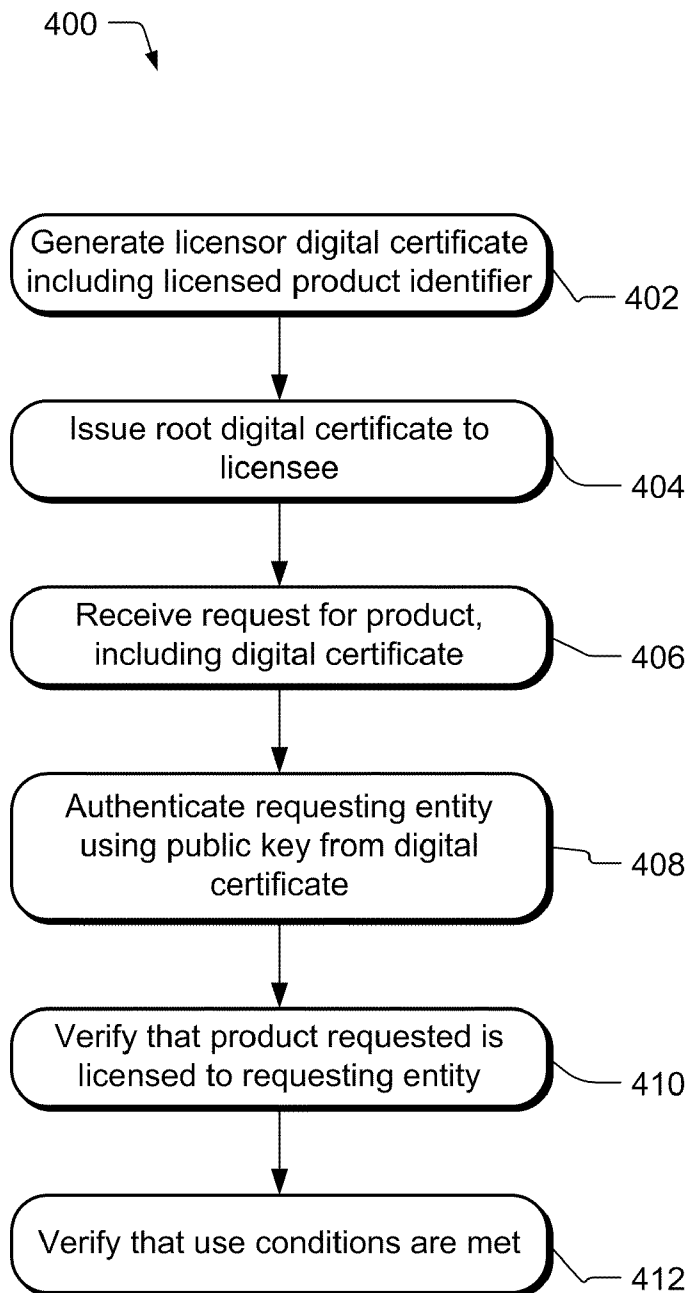 400
Generate licensor digital certificate
including licensed product identifier
402
Issue root digital certificate to
licensee
404
Receive request for product,
including digital certificate
406
Authenticate requesting entity
using public key from digital
certificate
408
Verify that product requested is
licensed to requesting entity
410
Verify that use conditions are met
412